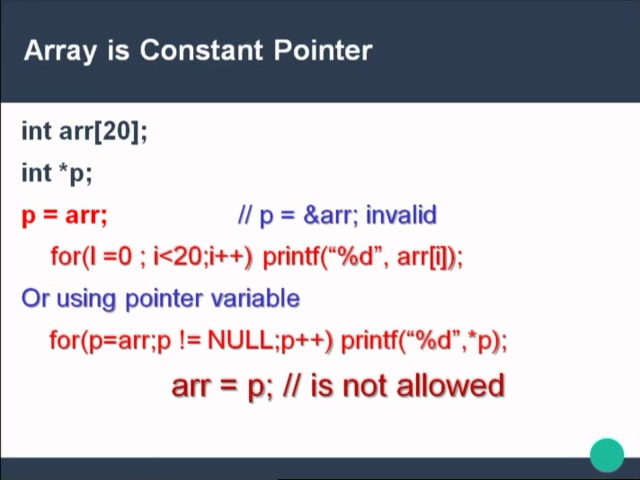 Array is Constant Pointer
int arr[20];
int *p;
p = arr; // p = &arr; invalid
for(I =0 ; i<20;i++) printf(“%d”, arr[i]);
Or using pointer variable
for(p=arr;p != NULL;p++) printf(“%d”,*p);
arr = p; // is not allowed